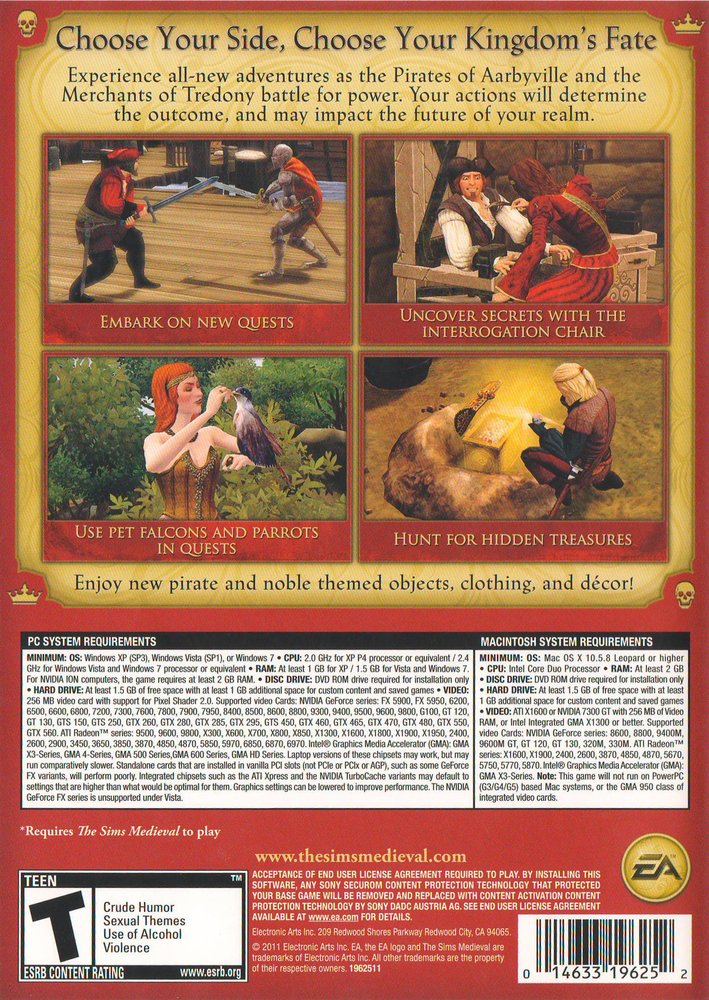 Choose Your Side, Choose Your Kingdom's Fate
Experience all-new adventures as the Pirates of Aarbyville and the
Merchants of Tredony battle for power. Your actions will determine
the outcome, and may impact the future of your realm.
Embark on new quests
Uncover secrets with the
interrogation chair
Use pet falcons and parrots
in quests
Hunt for hidden treasures
Enjoy new pirate and noble themed objects, clothing, and décor!
PC SYSTEM REQUIREMENTS
MINIMUM: OS: Windows XP (SP3), Windows Vista (SP1), or Windows 7 • CPU: 2.0 GHz for XP P4 processor or equivalent / 2.4
GHz for Windows Vista and Windows 7 processor or equivalent • RAM: At least 1 GB for XP / 1.5 GB for Vista and Windows 7.
For NVIDIA ION computers, the game requires at least 2 GB RAM. • DISC DRIVE: DVD ROM drive required for installation only
• HARD DRIVE: At least 1.5 GB of free space with at least 1 GB additional space for custom content and saved games • VIDEO:
256 MB video card with support for Pixel Shader 2.0. Supported Video Cards: NVIDIA GeForce series: FX 5900, FX 5950, 6200,
6500, 6600, 6800, 7200, 7300, 7600, 7800, 7900, 7950, 8400, 8500, 8600, 8800, 9300, 9400, 9500, 9600, 9800, G100, GT 120,
GT 130, GTS 150, GTS 250, GTX 260, GTX 280, GTX 285, GTX 295, GTS 450, GTX 460, GTX 465, GTX 470, GTX 480, GTX 550,
GTX 560. ATI Radeon™ series: 9500, 9600, 9800, X300, X600, X700, X800, X850, X1300, X1600, X1800, X1900, X1950, 2400,
2600, 2900, 3450, 3650, 3850, 3870, 4850, 4870, 5850, 5970, 6850, 6870, 6970. Intel® Graphics Media Accelerator (GMA): GMA
X3-Series, GMA 4-Series, GMA 500 Series,GMA 600 Series, GMA HD Series. Laptop versions of these chipsets may work, but may
run comparatively slower. Standalone cards that are installed in vanilla PCI slots (not PCIe or PCIx or AGP), such as some GeForce
FX variants, will perform poorly. Integrated chipsets such as the ATI Xpress and the NVIDIA TurboCache variants may default to
settings that are higher than what would be optimal for them. Graphics settings can be lowered to improve performance. The NVIDIA
GeForce FX series is unsupported under Vista.
MACINTOSH SYSTEM REQUIREMENTS
MINIMUM: OS: Mac OS X 10.5.8 Leopard or higher
• CPU: Intel Core Duo Processor • RAM: At least 2 GB
• DISC DRIVE: DVD ROM drive required for installation only
• HARD DRIVE: At least 1.5 GB of free space with at least
1 GB additional space for custom content and saved games
• VIDEO: ATI X1600 or NVIDIA 7300 GT with 256 MB of Video
RAM, or Intel Integrated GMA X1300 or better. Supported
video Cards: NVIDIA GeForce series: 8600, 8800, 9400M,
9600M GT, GT 120, GT 130, 320M, 330M. ATI Radeon™
series: X1600, X1900, 2400, 2600, 3870, 4850, 4870, 5670,
5750, 5770, 5870. Intel® Graphics Media Accelerator (GMA):
GMA X3-Series. Note: This game will not run on PowerPC
(G3/G4/G5) based Mac systems, or the GMA 950 class of
integrated video cards.
*Requires The Sims Medieval to play
www.thesimsmedieval.com
ACCEPTANCE OF END USER LICENSE AGREEMENT REQUIRED TO PLAY. BY INSTALLING THIS
SOFTWARE, ANY SONY SECUROM CONTENT PROTECTION TECHNOLOGY THAT PROTECTED
YOUR BASE GAME WILL BE REMOVED AND REPLACED WITH CONTENT ACTIVATION CONTENT
PROTECTION TECHNOLOGY BY SONY DADC AUSTRIA AG. SEE END USER LICENSE AGREEMENT
AVAILABLE AT www.ea.com FOR DETAILS.
Electronic Arts Inc. 209 Redwood Shores Parkway Redwood City, CA 94065.
© 2011 Electronic Arts Inc. EA, the EA logo and The Sims Medieval are
trademarks of Electronic Arts Inc. All other trademarks are the property
of their respective owners. 1962511
EA™
TEEN ™
T
Crude Humor
Sexual Themes
Use of Alcohol
Violence
ESRB CONTENT RATING www.esrb.org
0 14633 19625 2